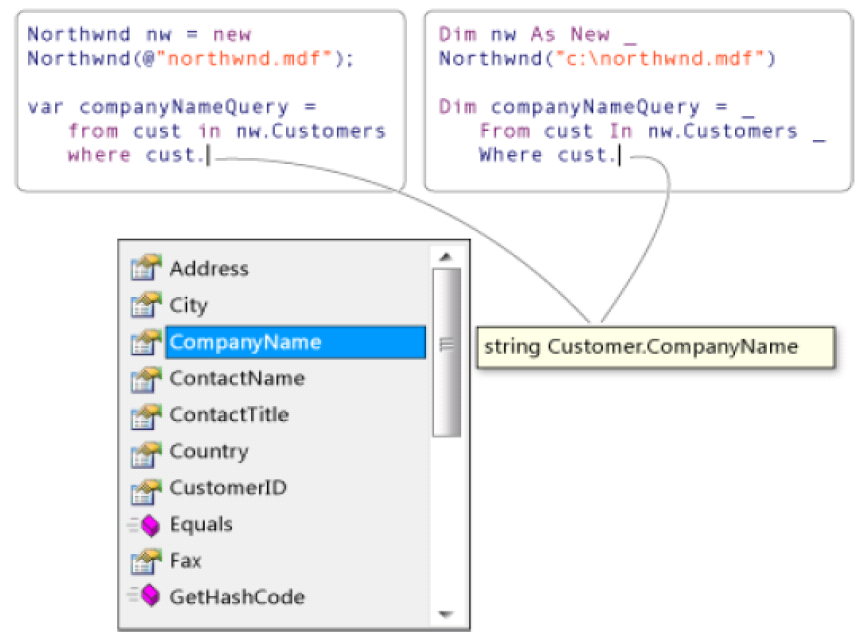 Northwnd nw = new
Northwnd(@"northwnd.mdf");
var companyNameQuery =
from cust in nw.Customers
where cust.
Dim nw As New _
Northwnd("c:\northwnd.mdf")
Dim companyNameQuery = _
From cust In nw.Customers _
Where cust.
Address
City
CompanyName
ContactName
ContactTitle
Country
CustomerID
Equals
Fax
GetHashCode
string Customer.CompanyName